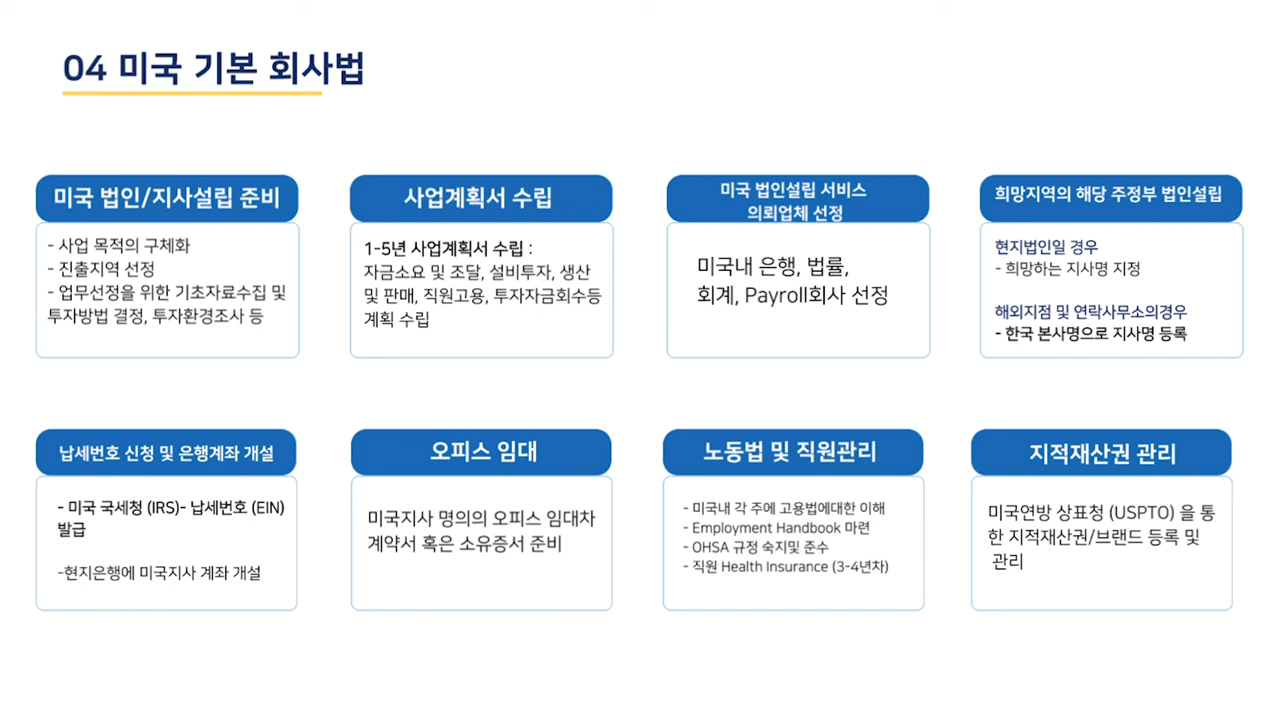 04 미국 기본 회사법
미국 법인/지사설립 준비
- 사업 목적의 구체화
- 진출지역 선정
- 업무선정을 위한 기초자료수집 및
투자방법 결정, 투자환경조사 등
사업계획서 수립
1-5년 사업계획서 수립 :
자금소요 및 조달, 설비투자, 생산
및 판매, 직원고용, 투자자금회수등
계획 수립
미국 법인설립 서비스
의뢰업체 선정
미국내 은행, 법률,
회계, Payroll회사 선정
희망지역의 해당 주정부 법인설립
현지법인일 경우
- 희망하는 지사명 지정
해외지점 및 연락사무소의경우
- 한국 본사명으로 지사명 등록
납세번호 신청 및 은행계좌 개설
- 미국 국세청 (IRS)- 납세번호 (EIN)
발급
-현지은행에 미국지사 계좌 개설
오피스 임대
미국지사 명의의 오피스 임대차
계약서 혹은 소유증서 준비
노동법 및 직원관리
- 미국내 각 주에 고용법에대한 이해
- Employment Handbook 마련
- OHSA 규정 숙지및 준수
- 직원 Health Insurance (3-4년차)
지적재산권 관리
미국연방 상표청 (USPTO) 을 통
한 지적재산권/브랜드 등록 및
관리